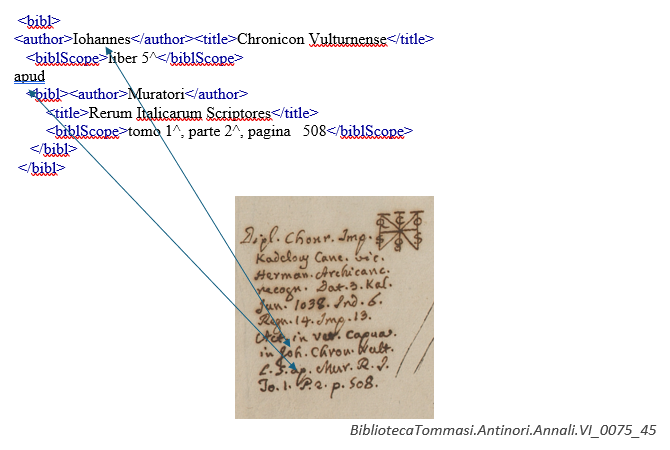 <bibl>
<author>Iohannes</author><title>Chronicon Vulturnense</title>
<biblScope>liber 5^</biblScope>
apud
<bibl><author>Muratori</author>
<title>Rerum Italicarum Scriptores</title>
<biblScope>tomo 1^, parte 2^, pagina 508</biblScope>
</bibl>
</bibl>
Dipl. Chonr. Imp.
Kadelouy Canc. vic.
Herman. Archicanc.
recogn. Dat. 3. Kal.
Jun. 1038. Ind. 6.
Regn. 14. Imp. 13.
Act. in vet. Capua.
in Joh. Chron. Vult.
L. 5. ap. Mur. R. I.
To. 1. P. 2. p. 508.
BibliotecaTommasi.Antinori.Annali.VI_0075_45